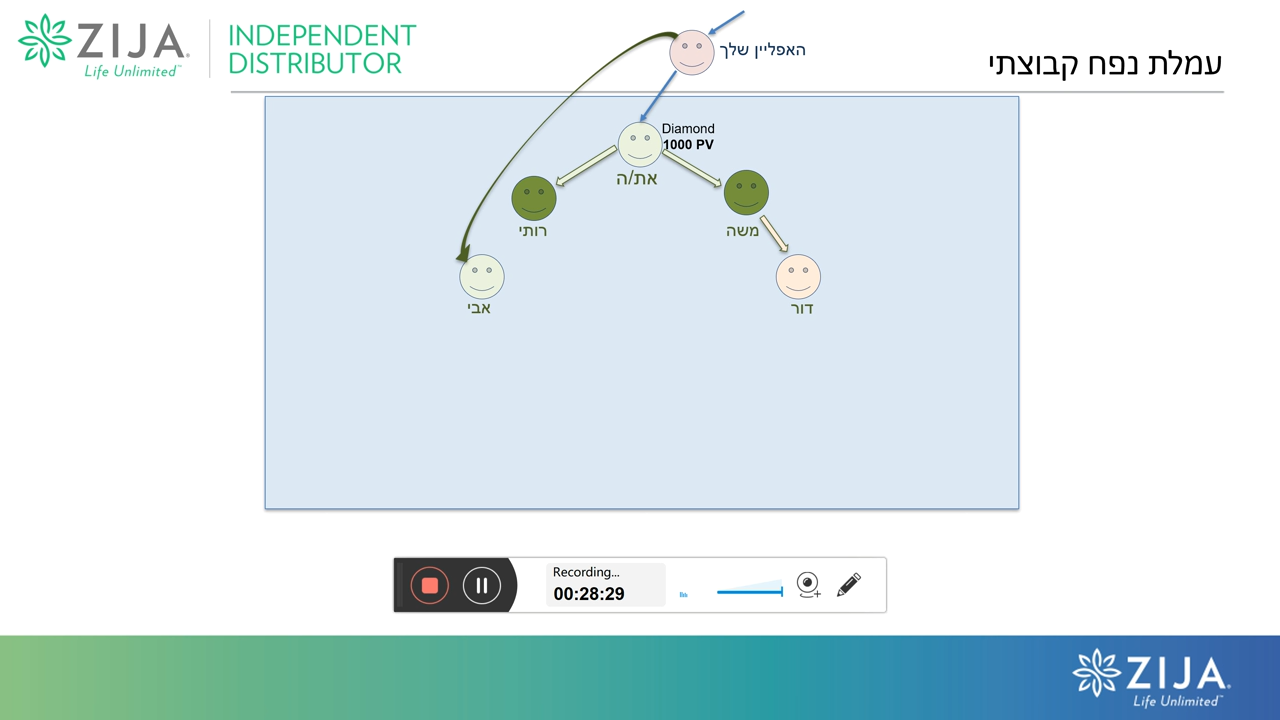 ZIJA
Life Unlimited™
INDEPENDENT
DISTRIBUTOR
עמלת נפח קבוצתי
האפליין שלך
Diamond
1000 PV
את/ה
רותי
משה
אבי
דור
Recording...
00:28:29
ZIJA
Life Unlimited™